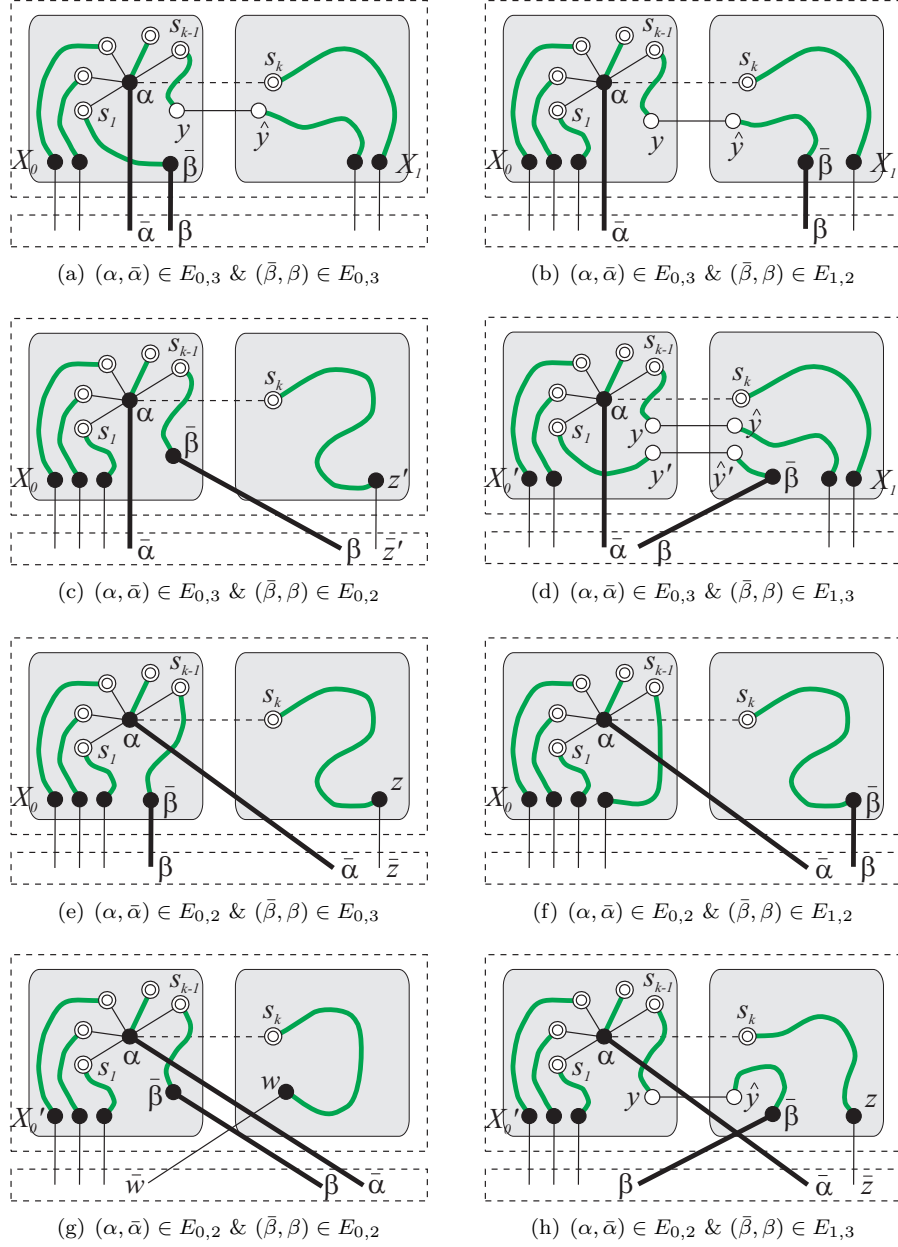 s_{k-1} s_k α s_1 y ŷ X_0 β̄ X_1 ᾱ β
(a) (α, ᾱ) ∈ E_{0,3} & (β̄, β) ∈ E_{0,3}
s_{k-1} s_k α s_1 y ŷ X_0 β̄ X_1 ᾱ β
(b) (α, ᾱ) ∈ E_{0,3} & (β̄, β) ∈ E_{1,2}
s_{k-1} s_k α s_1 β̄ X_0 z' ᾱ β z̄'
(c) (α, ᾱ) ∈ E_{0,3} & (β̄, β) ∈ E_{0,2}
s_{k-1} s_k α s_1 y ŷ y' ŷ' X_0' β̄ X_1 ᾱ β
(d) (α, ᾱ) ∈ E_{0,3} & (β̄, β) ∈ E_{1,3}
s_{k-1} s_k α s_1 X_0 β̄ z β ᾱ z̄
(e) (α, ᾱ) ∈ E_{0,2} & (β̄, β) ∈ E_{0,3}
s_{k-1} s_k α s_1 X_0 β̄ ᾱ β
(f) (α, ᾱ) ∈ E_{0,2} & (β̄, β) ∈ E_{1,2}
s_{k-1} s_k α s_1 β̄ w X_0' w̄ β ᾱ
(g) (α, ᾱ) ∈ E_{0,2} & (β̄, β) ∈ E_{0,2}
s_{k-1} s_k α s_1 y ŷ X_0' β̄ z β ᾱ z̄
(h) (α, ᾱ) ∈ E_{0,2} & (β̄, β) ∈ E_{1,3}